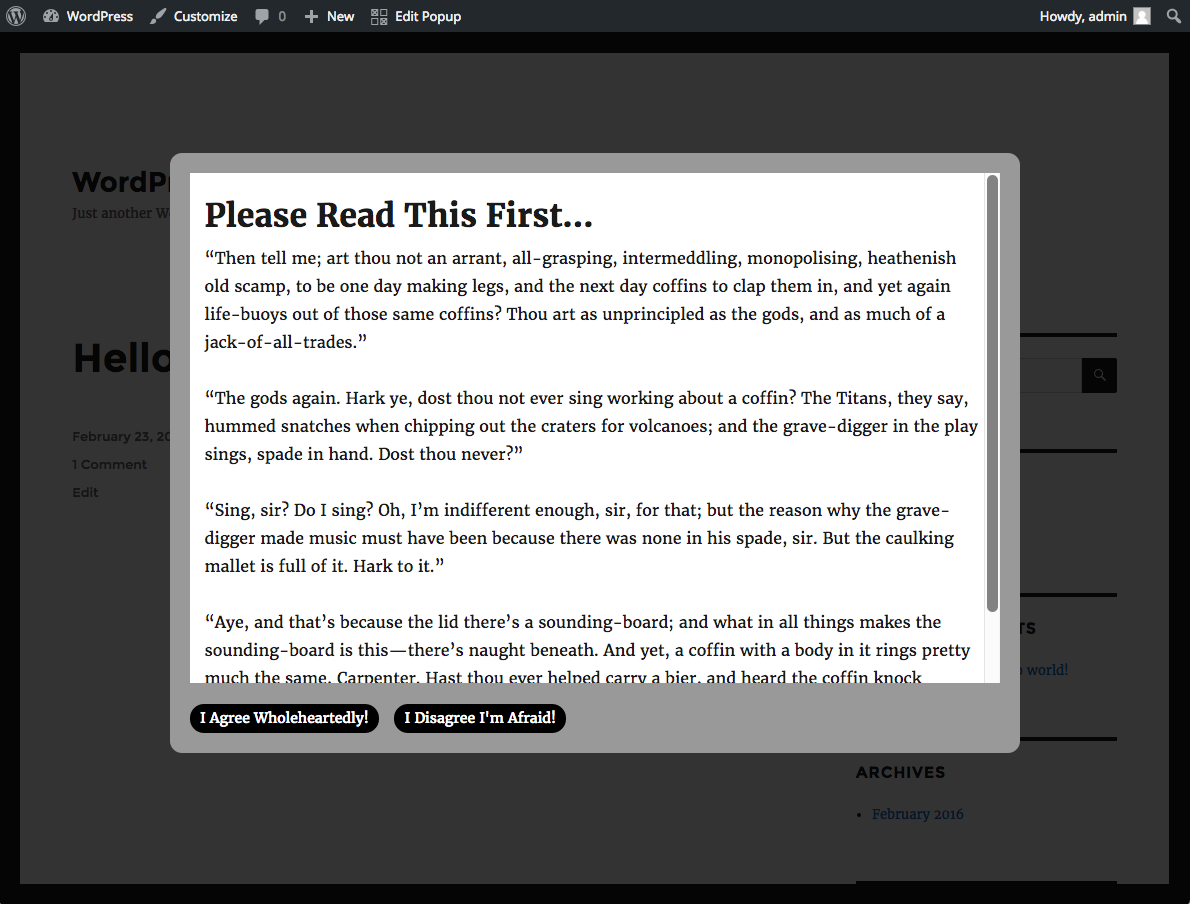 WordPress Customize 0 New Edit Popup Howdy, admin
WordPr
Just another W
Please Read This First...
“Then tell me; art thou not an arrant, all-grasping, intermeddling, monopolising, heathenish
old scamp, to be one day making legs, and the next day coffins to clap them in, and yet again
life-buoys out of those same coffins? Thou art as unprincipled as the gods, and as much of a
jack-of-all-trades.”
“The gods again. Hark ye, dost thou not ever sing working about a coffin? The Titans, they say,
hummed snatches when chipping out the craters for volcanoes; and the grave-digger in the play
sings, spade in hand. Dost thou never?”
“Sing, sir? Do I sing? Oh, I’m indifferent enough, sir, for that; but the reason why the grave-
digger made music must have been because there was none in his spade, sir. But the caulking
mallet is full of it. Hark to it.”
“Aye, and that’s because the lid there’s a sounding-board; and what in all things makes the
sounding-board is this—there’s naught beneath. And yet, a coffin with a body in it rings pretty
much the same, Carpenter. Hast thou ever helped carry a bier, and heard the coffin knock
I Agree Wholeheartedly! I Disagree I'm Afraid!
Hello
February 23, 20
1 Comment
Edit
TS
o world!
ARCHIVES
February 2016